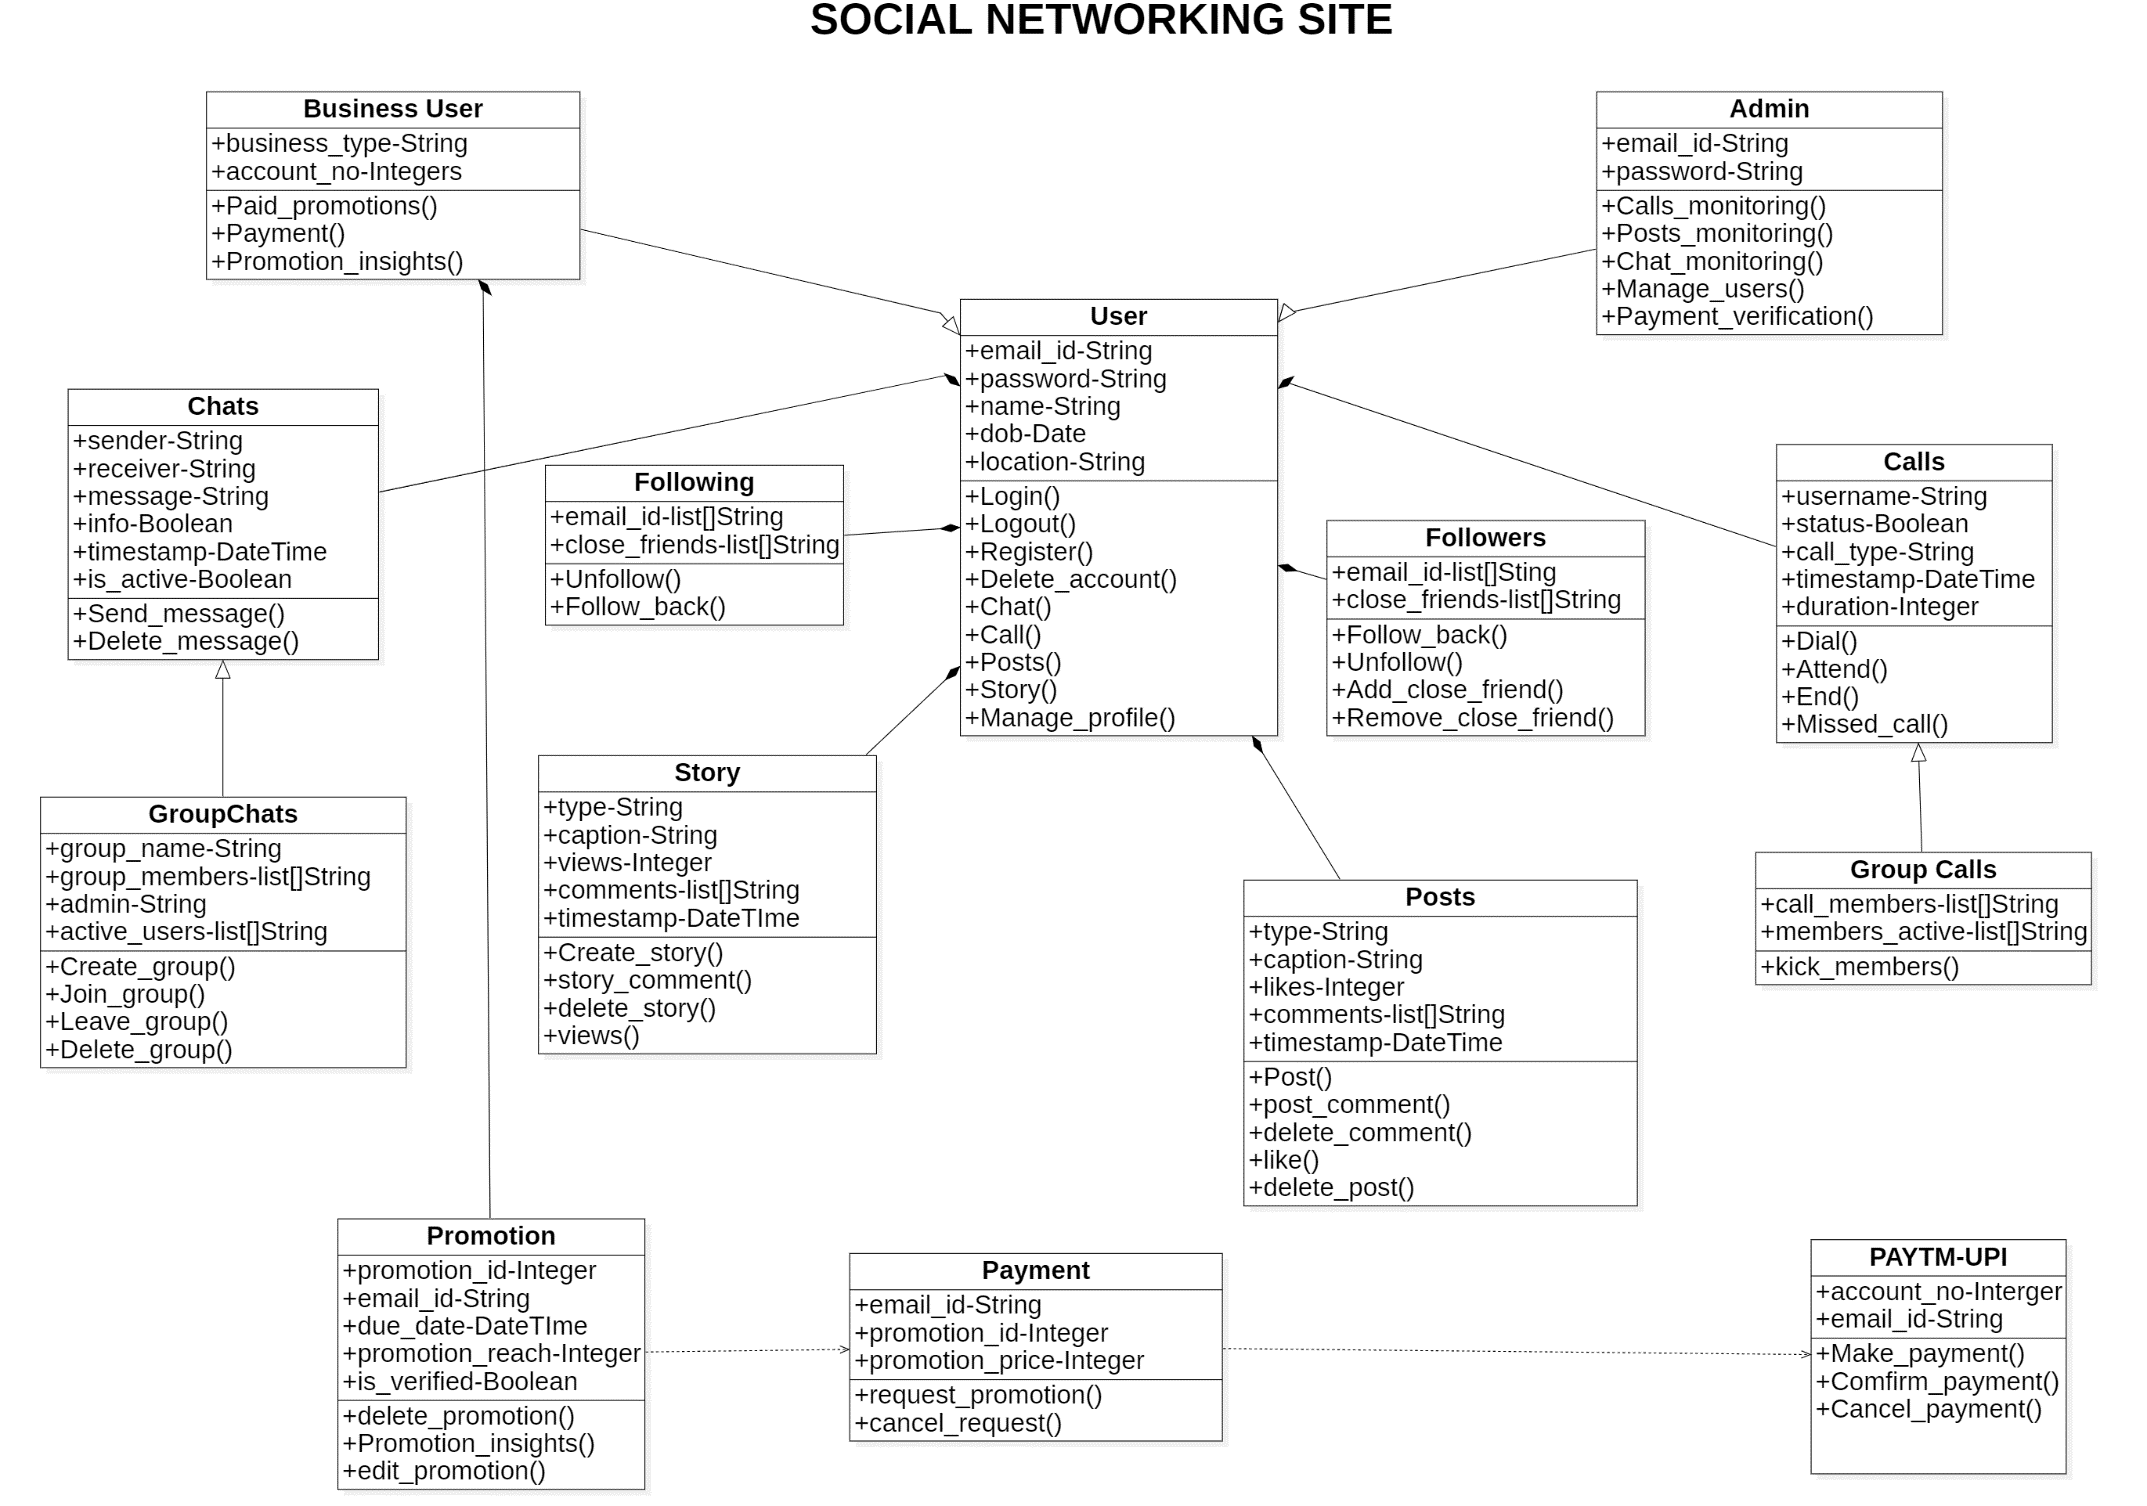 SOCIAL NETWORKING SITE
Business User
+business_type-String
+account_no-Integers
+Paid_promotions()
+Payment()
+Promotion_insights()
Admin
+email_id-String
+password-String
+Calls_monitoring()
+Posts_monitoring()
+Chat_monitoring()
+Manage_users()
+Payment_verification()
User
+email_id-String
+password-String
+name-String
+dob-Date
+location-String
+Login()
+Logout()
+Register()
+Delete_account()
+Chat()
+Call()
+Posts()
+Story()
+Manage_profile()
Chats
+sender-String
+receiver-String
+message-String
+info-Boolean
+timestamp-DateTime
+is_active-Boolean
+Send_message()
+Delete_message()
Following
+email_id-list[]String
+close_friends-list[]String
+Unfollow()
+Follow_back()
Followers
+email_id-list[]Sting
+close_friends-list[]String
+Follow_back()
+Unfollow()
+Add_close_friend()
+Remove_close_friend()
Calls
+username-String
+status-Boolean
+call_type-String
+timestamp-DateTime
+duration-Integer
+Dial()
+Attend()
+End()
+Missed_call()
GroupChats
+group_name-String
+group_members-list[]String
+admin-String
+active_users-list[]String
+Create_group()
+Join_group()
+Leave_group()
+Delete_group()
Story
+type-String
+caption-String
+views-Integer
+comments-list[]String
+timestamp-DateTIme
+Create_story()
+story_comment()
+delete_story()
+views()
Posts
+type-String
+caption-String
+likes-Integer
+comments-list[]String
+timestamp-DateTime
+Post()
+post_comment()
+delete_comment()
+like()
+delete_post()
Group Calls
+call_members-list[]String
+members_active-list[]String
+kick_members()
Promotion
+promotion_id-Integer
+email_id-String
+due_date-DateTIme
+promotion_reach-Integer
+is_verified-Boolean
+delete_promotion()
+Promotion_insights()
+edit_promotion()
Payment
+email_id-String
+promotion_id-Integer
+promotion_price-Integer
+request_promotion()
+cancel_request()
PAYTM-UPI
+account_no-Interger
+email_id-String
+Make_payment()
+Comfirm_payment()
+Cancel_payment()